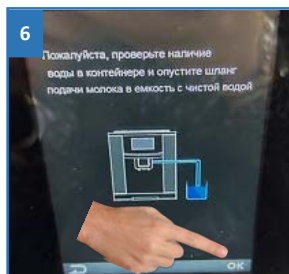 6
Пожалуйста, проверьте наличие
воды в контейнере и опустите шланг
подачи молока в емкость с чистой водой
OK